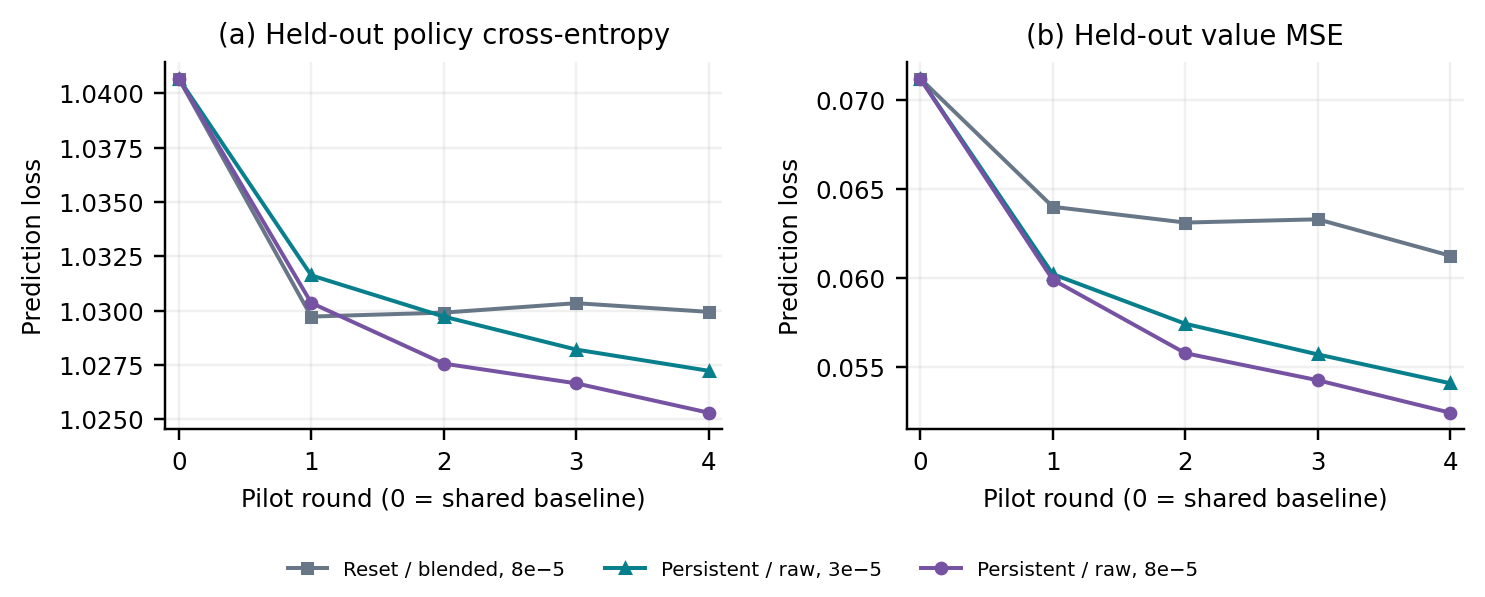 (a) Held-out policy cross-entropy
1.0400
1.0375
1.0350
1.0325
1.0300
1.0275
1.0250
Prediction loss
0 1 2 3 4
Pilot round (0 = shared baseline)
(b) Held-out value MSE
0.070
0.065
0.060
0.055
Prediction loss
0 1 2 3 4
Pilot round (0 = shared baseline)
Reset / blended, 8e−5 Persistent / raw, 3e−5 Persistent / raw, 8e−5